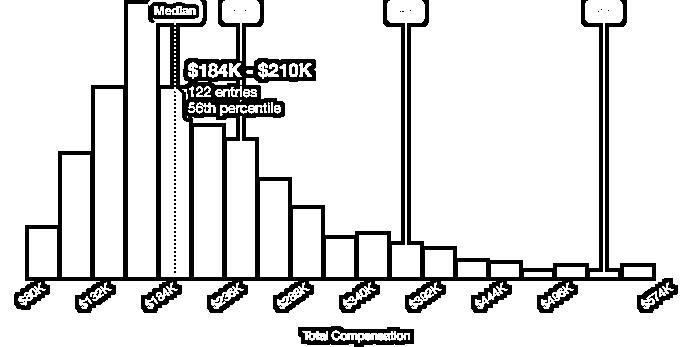 Median
...
...
...
$184K - $210K
122 entries
56th percentile
$80K
$132K
$184K
$236K
$288K
$340K
$392K
$444K
$496K
$574K
Total Compensation